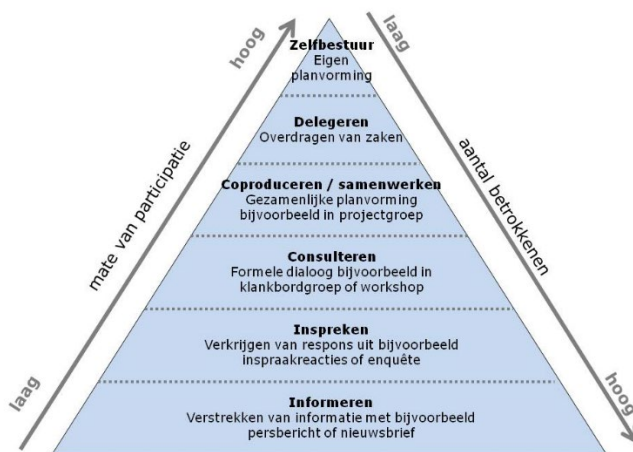 hoog
laag
Zelfbestuur
Eigen
planvorming
Delegeren
Overdragen van zaken
mate van participatie
aantal betrokkenen
Coproduceren / samenwerken
Gezamenlijke planvorming
bijvoorbeeld in projectgroep
Consulteren
Formele dialoog bijvoorbeeld in
klankbordgroep of workshop
Inspreken
Verkrijgen van respons uit bijvoorbeeld
inspraakreacties of enquête
laag
hoog
Informeren
Verstrekken van informatie met bijvoorbeeld
persbericht of nieuwsbrief